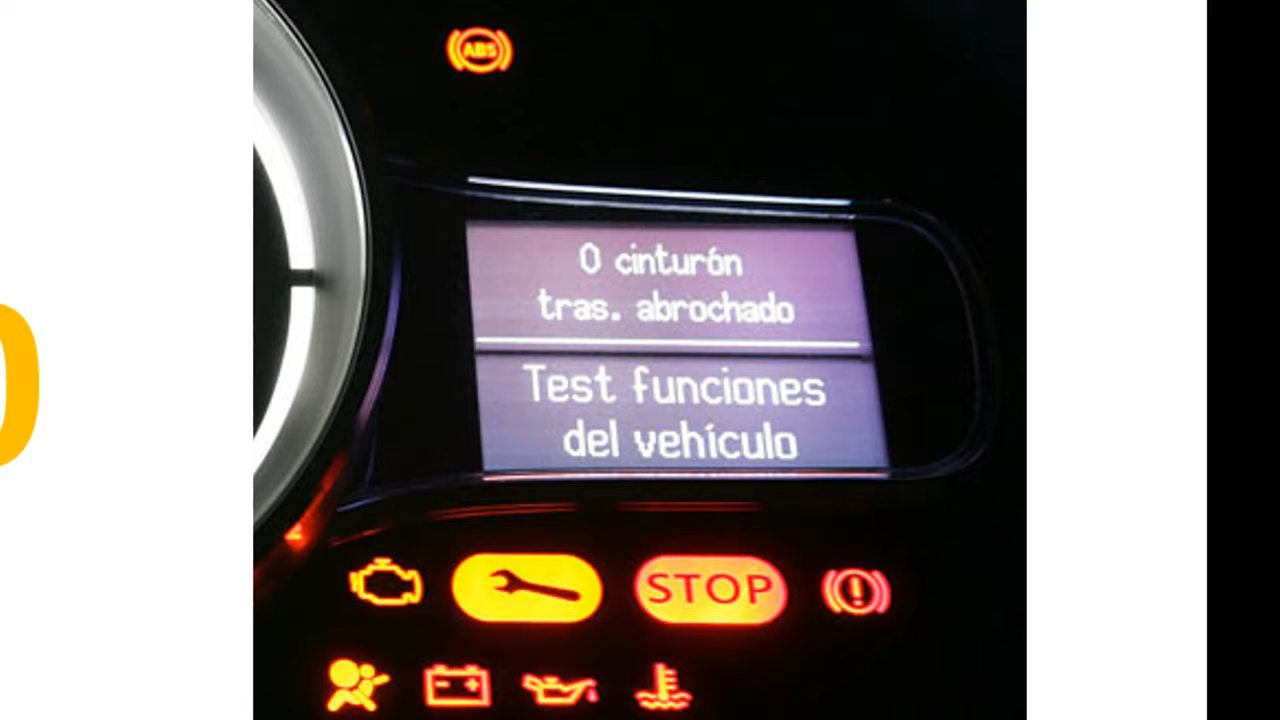 ABS
0 cinturón
tras. abrochado
Test funciones
del vehículo
STOP